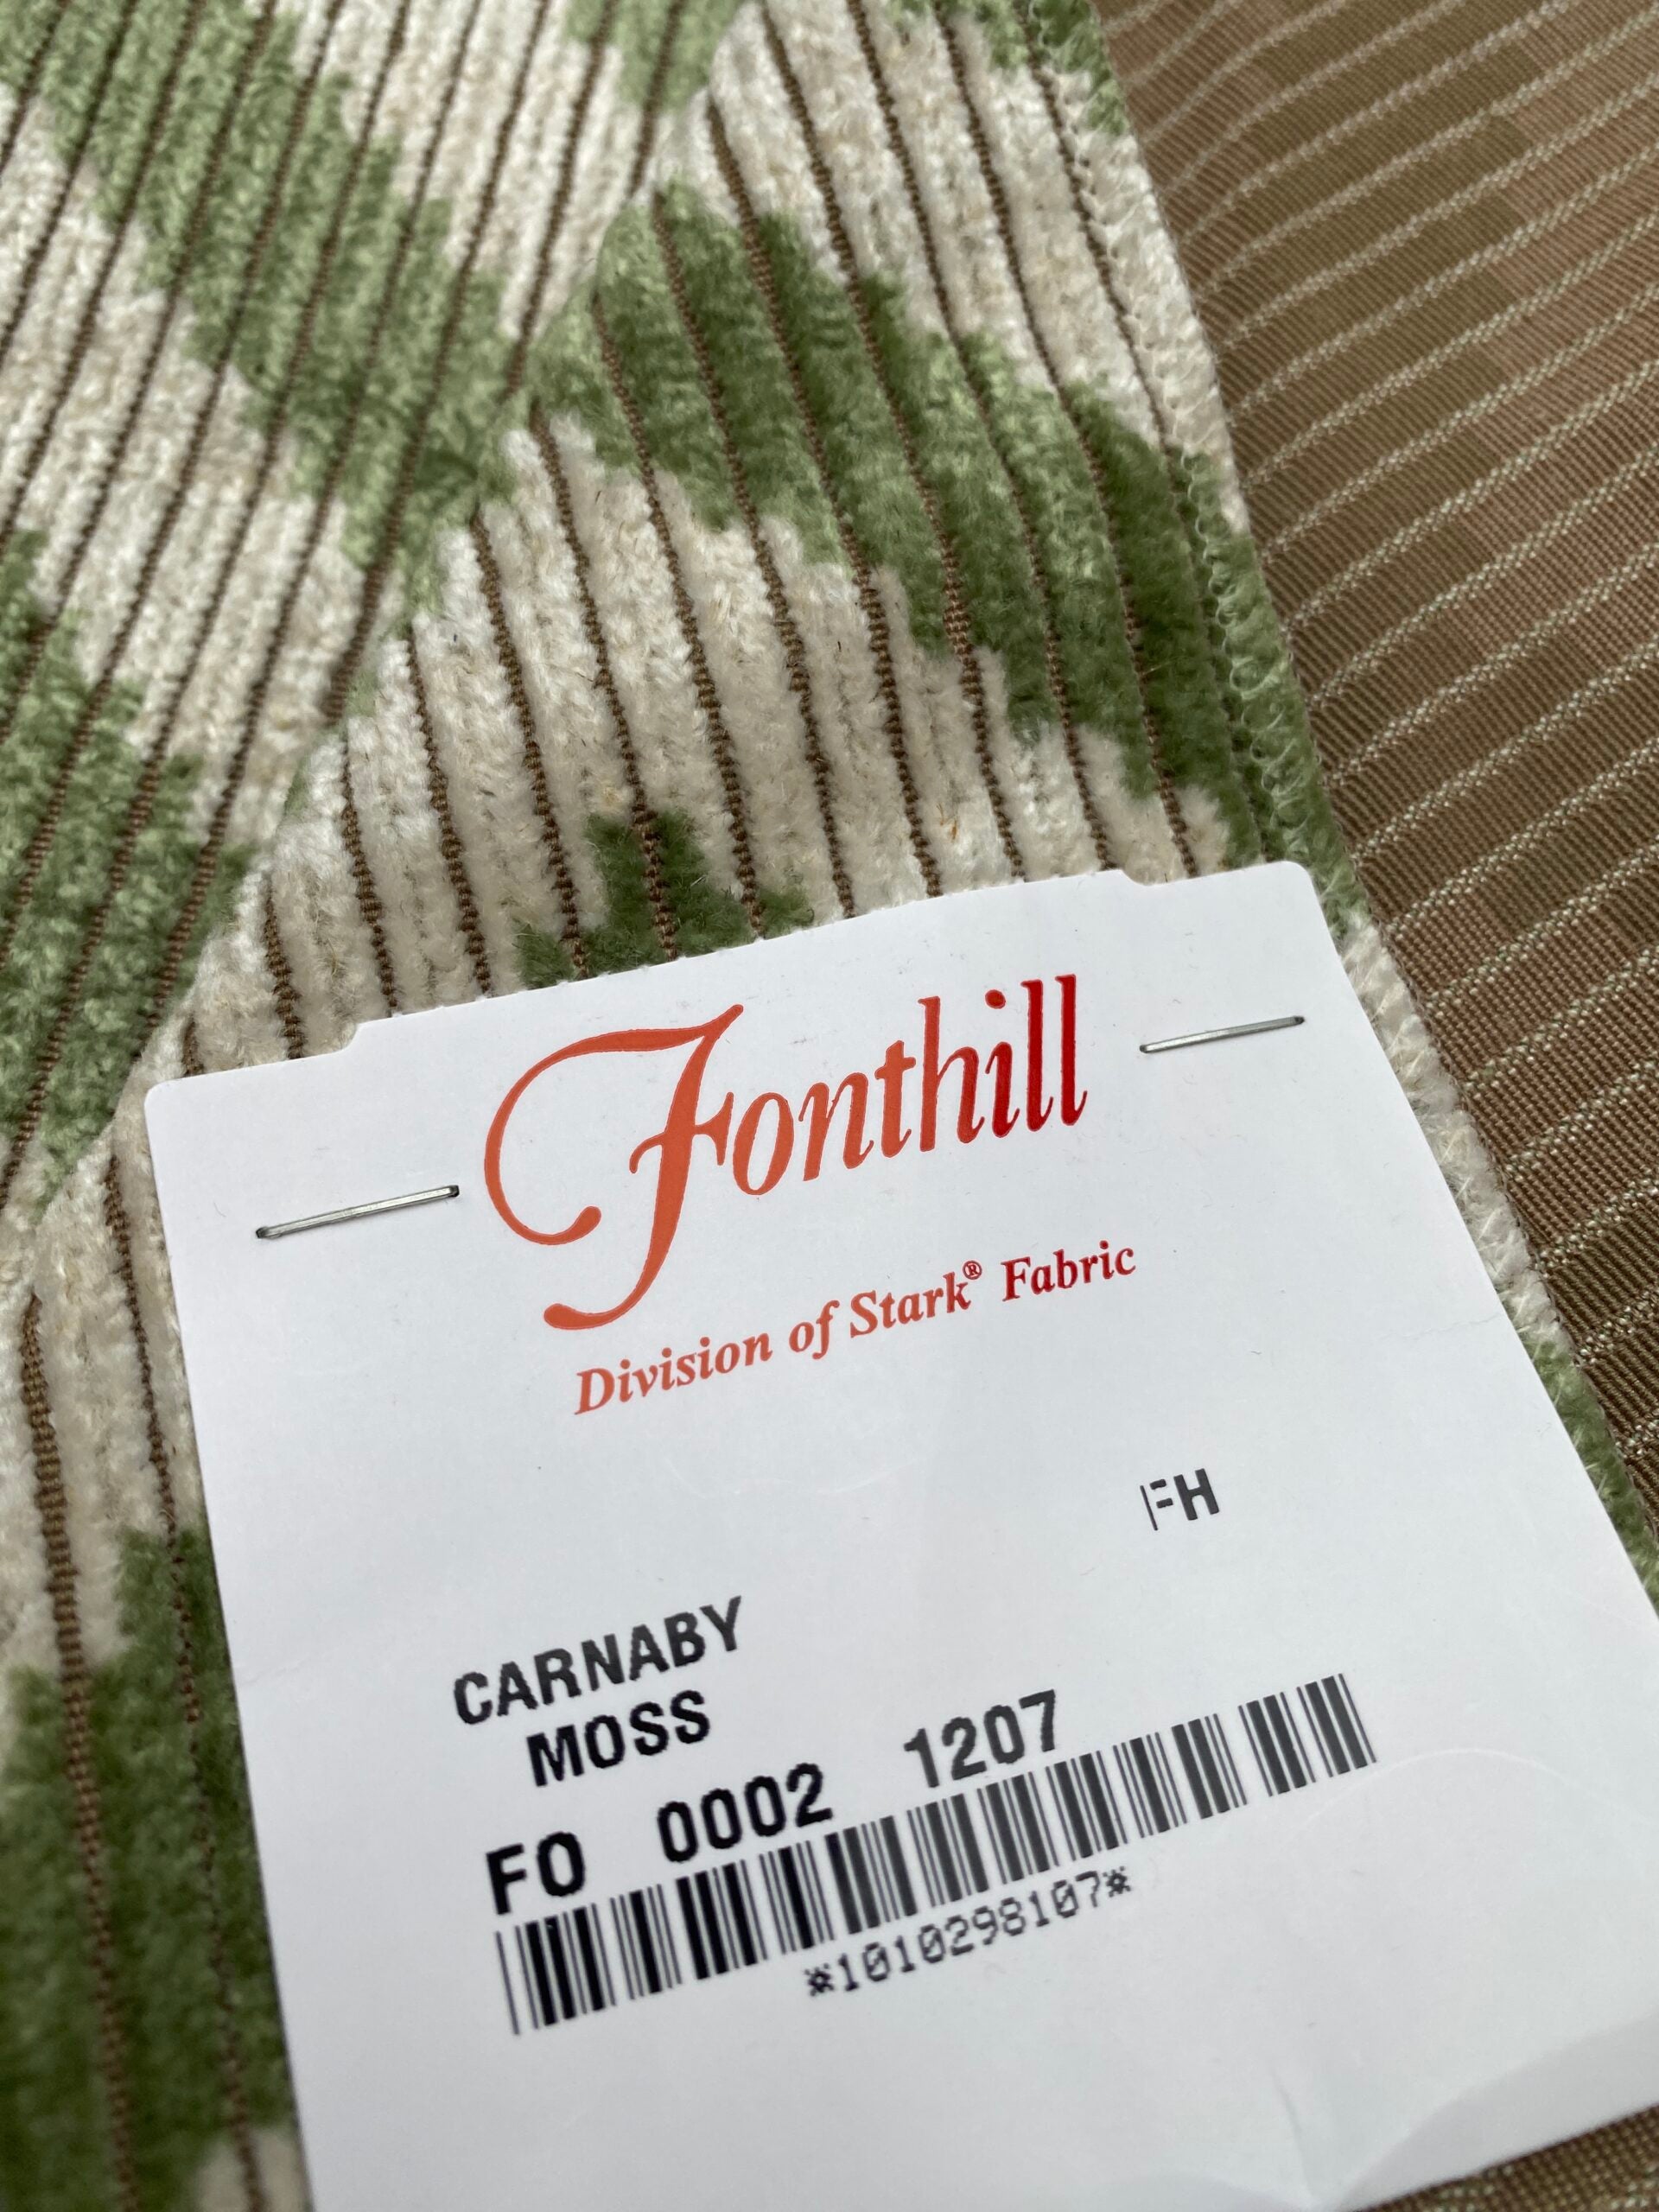 Fonthill
Division of Stark® Fabric
FH
CARNABY
MOSS
FO 0002 1207
*1010298107*